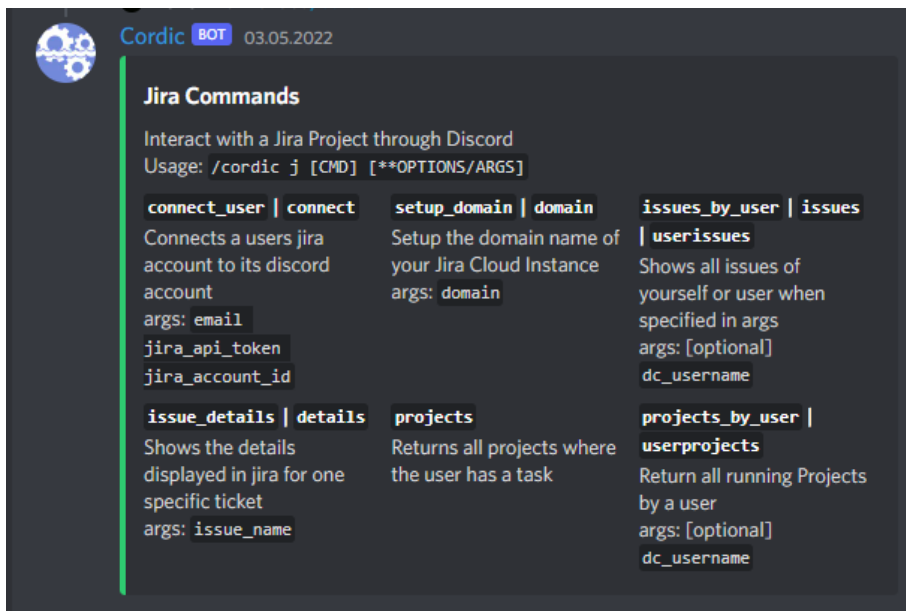 Cordic BOT 03.05.2022
Jira Commands
Interact with a Jira Project through Discord
Usage: /cordic j [CMD] [**OPTIONS/ARGS]
connect_user | connect
Connects a users jira
account to its discord
account
args: email
jira_api_token
jira_account_id
setup_domain | domain
Setup the domain name of
your Jira Cloud Instance
args: domain
issues_by_user | issues
| userissues
Shows all issues of
yourself or user when
specified in args
args: [optional]
dc_username
issue_details | details
Shows the details
displayed in jira for one
specific ticket
args: issue_name
projects
Returns all projects where
the user has a task
projects_by_user |
userprojects
Return all running Projects
by a user
args: [optional]
dc_username